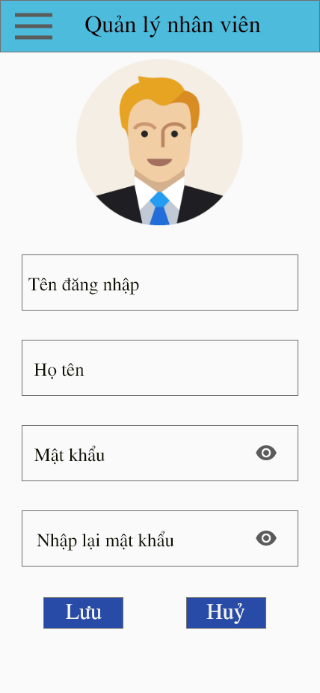 Quản lý nhân viên
Tên đăng nhập
Họ tên
Mật khẩu
Nhập lại mật khẩu
Lưu
Huỷ